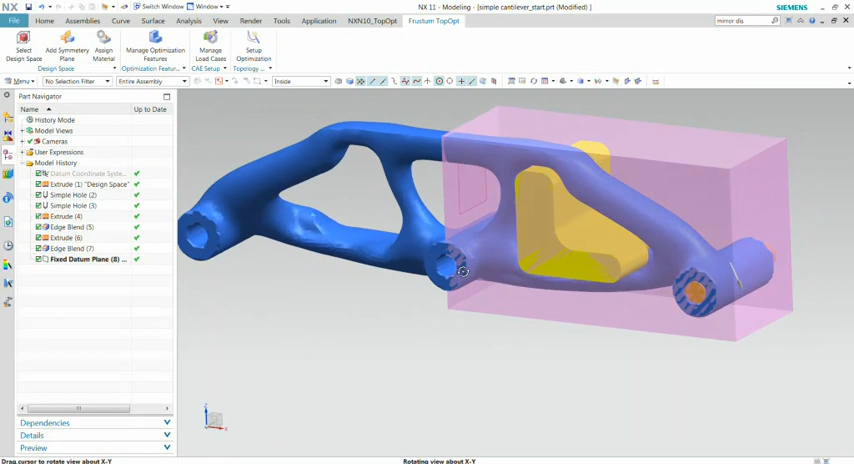 NX
Switch Window
Window
NX 11 - Modeling - [simple cantilever_start.prt (Modified) ]
SIEMENS
File
Home
Assemblies
Curve
Surface
Analysis
View
Render
Tools
Application
NXN10_TopOpt
Frustum TopOpt
mirror dis
Select
Design Space
Add Symmetry
Plane
Assign
Material
Manage Optimization
Features
Manage
Load Cases
Setup
Optimization
Design Space
Optimization Featur...
CAE Setup
Topology ...
Menu
No Selection Filter
Entire Assembly
Inside
Part Navigator
Name
Up to Date
History Mode
Model Views
Cameras
User Expressions
Model History
Datum Coordinate Syste...
Extrude (1) "Design Space"
Simple Hole (2)
Simple Hole (3)
Extrude (4)
Edge Blend (5)
Extrude (6)
Edge Blend (7)
Fixed Datum Plane (8) ...
Dependencies
Details
Preview
Z
X
Drag cursor to rotate view about X-Y
Rotating view about X-Y